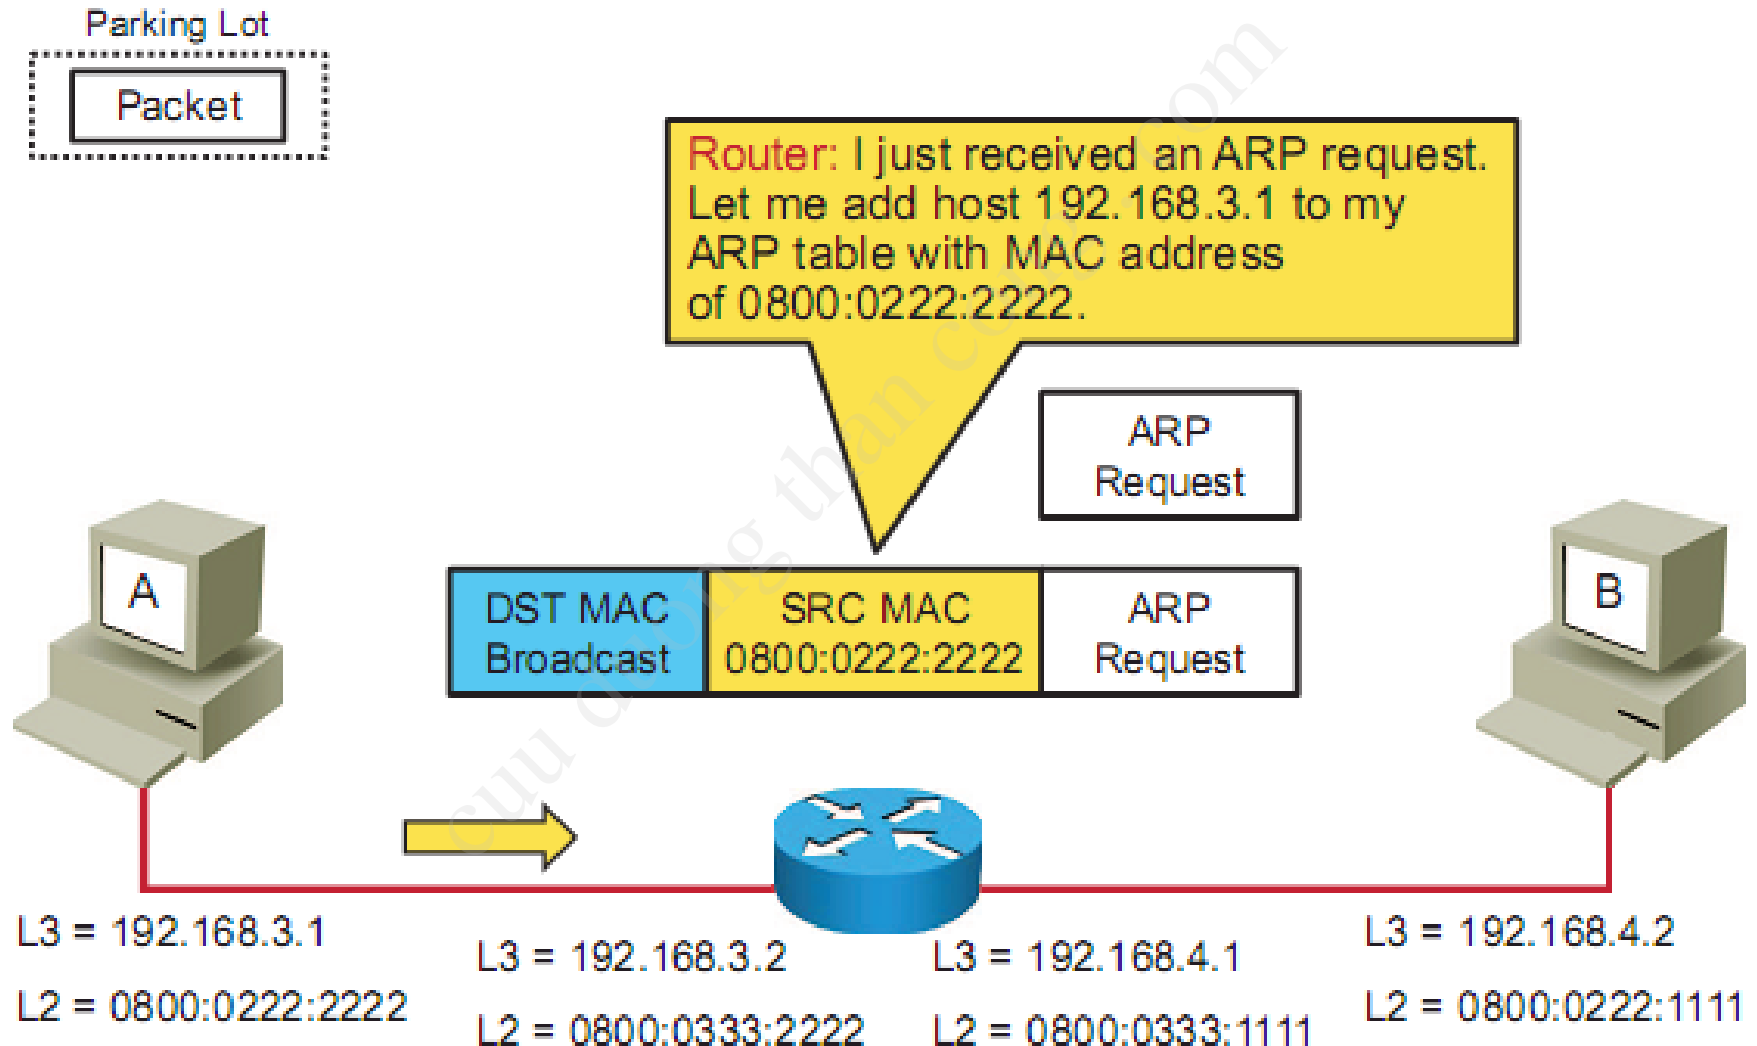 Parking Lot
Packet
Router: I just received an ARP request.
Let me add host 192.168.3.1 to my
ARP table with MAC address
of 0800:0222:2222.
ARP
Request
A
DST MAC
Broadcast
SRC MAC
0800:0222:2222
ARP
Request
B
L3 = 192.168.3.1
L2 = 0800:0222:2222
L3 = 192.168.3.2
L2 = 0800:0333:2222
L3 = 192.168.4.1
L2 = 0800:0333:1111
L3 = 192.168.4.2
L2 = 0800:0222:1111